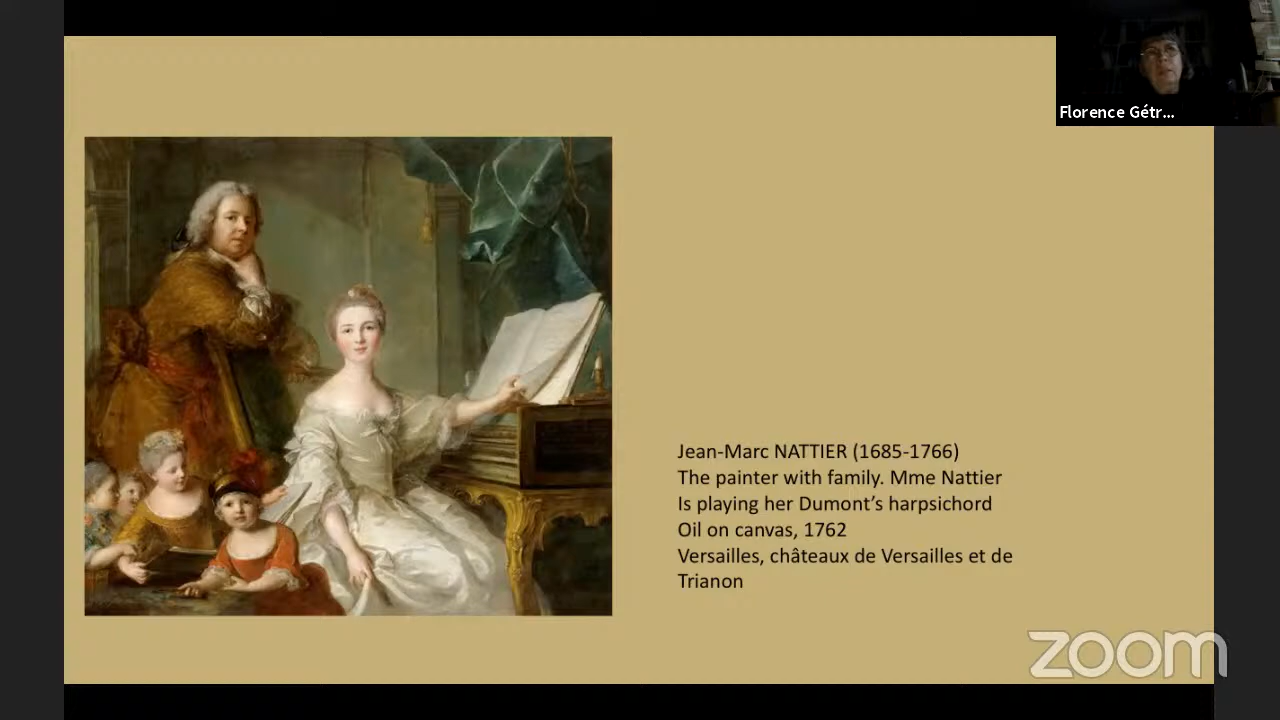 Florence Gétr...
Jean-Marc NATTIER (1685-1766)
The painter with family. Mme Nattier
Is playing her Dumont’s harpsichord
Oil on canvas, 1762
Versailles, châteaux de Versailles et de
Trianon
zoom